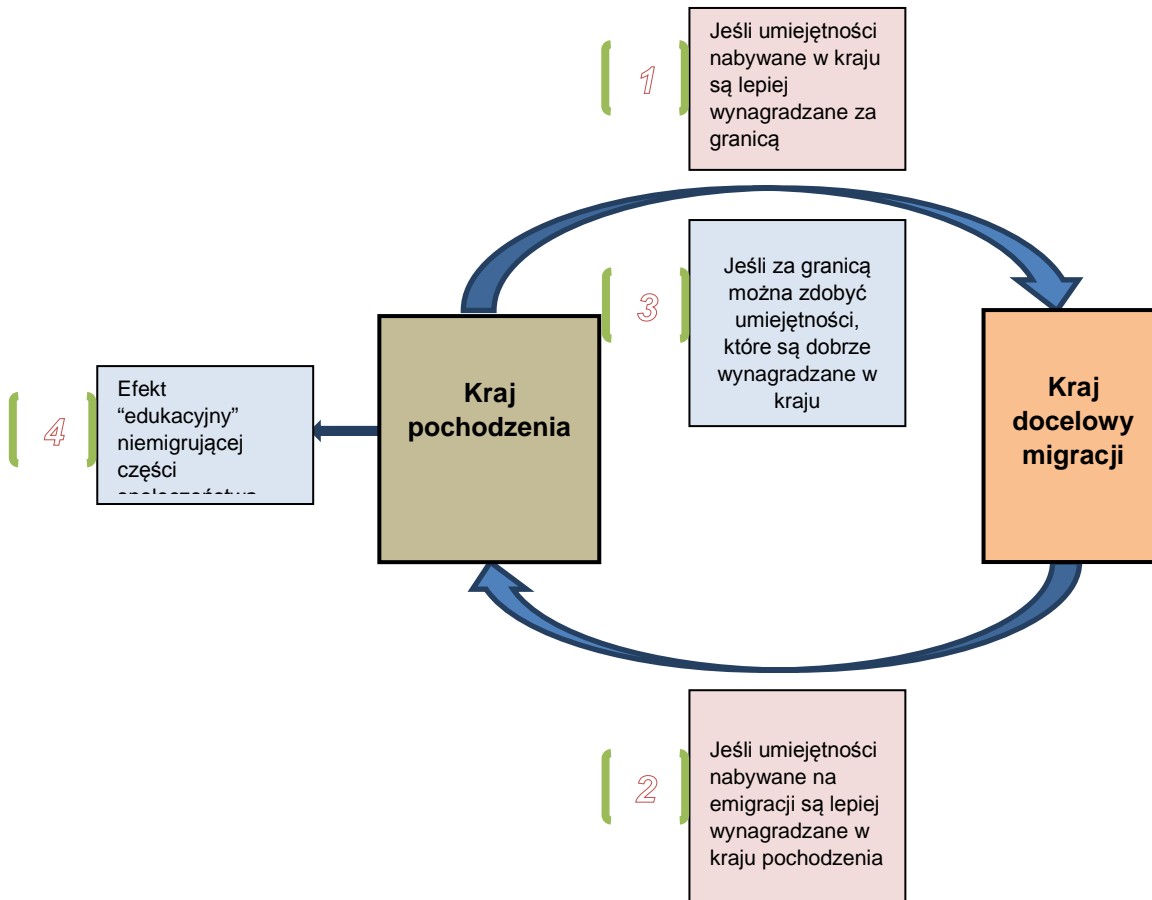 Jeśli umiejętności
nabywane w kraju
są lepiej
wynagradzane za
granicą
1
Jeśli za granicą
można zdobyć
umiejętności,
które są dobrze
wynagradzane w
kraju
3
Kraj
pochodzenia
Kraj
docelowy
migracji
Efekt
“edukacyjny”
niemigrującej
części
4
Jeśli umiejętności
nabywane na
emigracji są lepiej
wynagradzane w
kraju pochodzenia
2